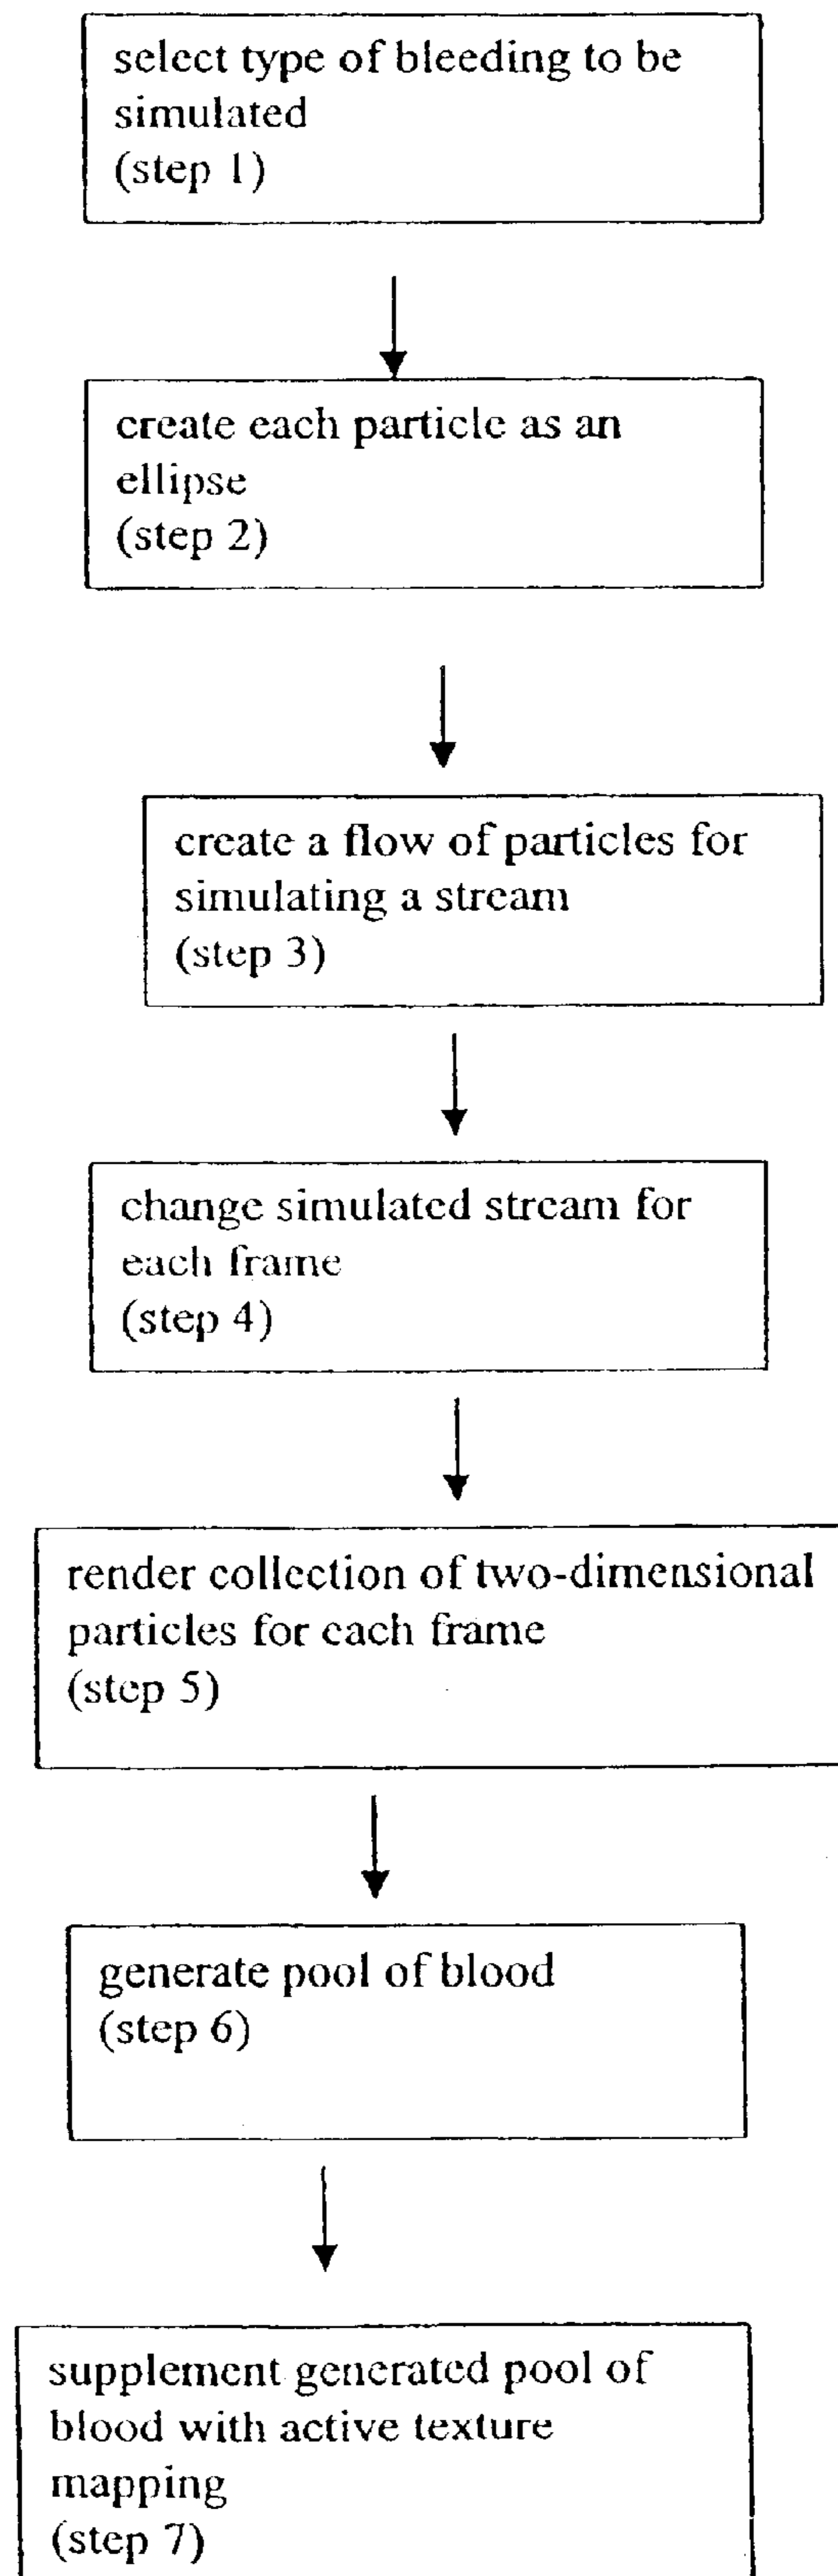 select type of bleeding to be
simulated
(step 1)
create each particle as an
ellipse
(step 2)
create a flow of particles for
simulating a stream
(step 3)
change simulated stream for
each frame
(step 4)
render collection of two-dimensional
particles for each frame
(step 5)
generate pool of blood
(step 6)
supplement generated pool of
blood with active texture
mapping
(step 7)